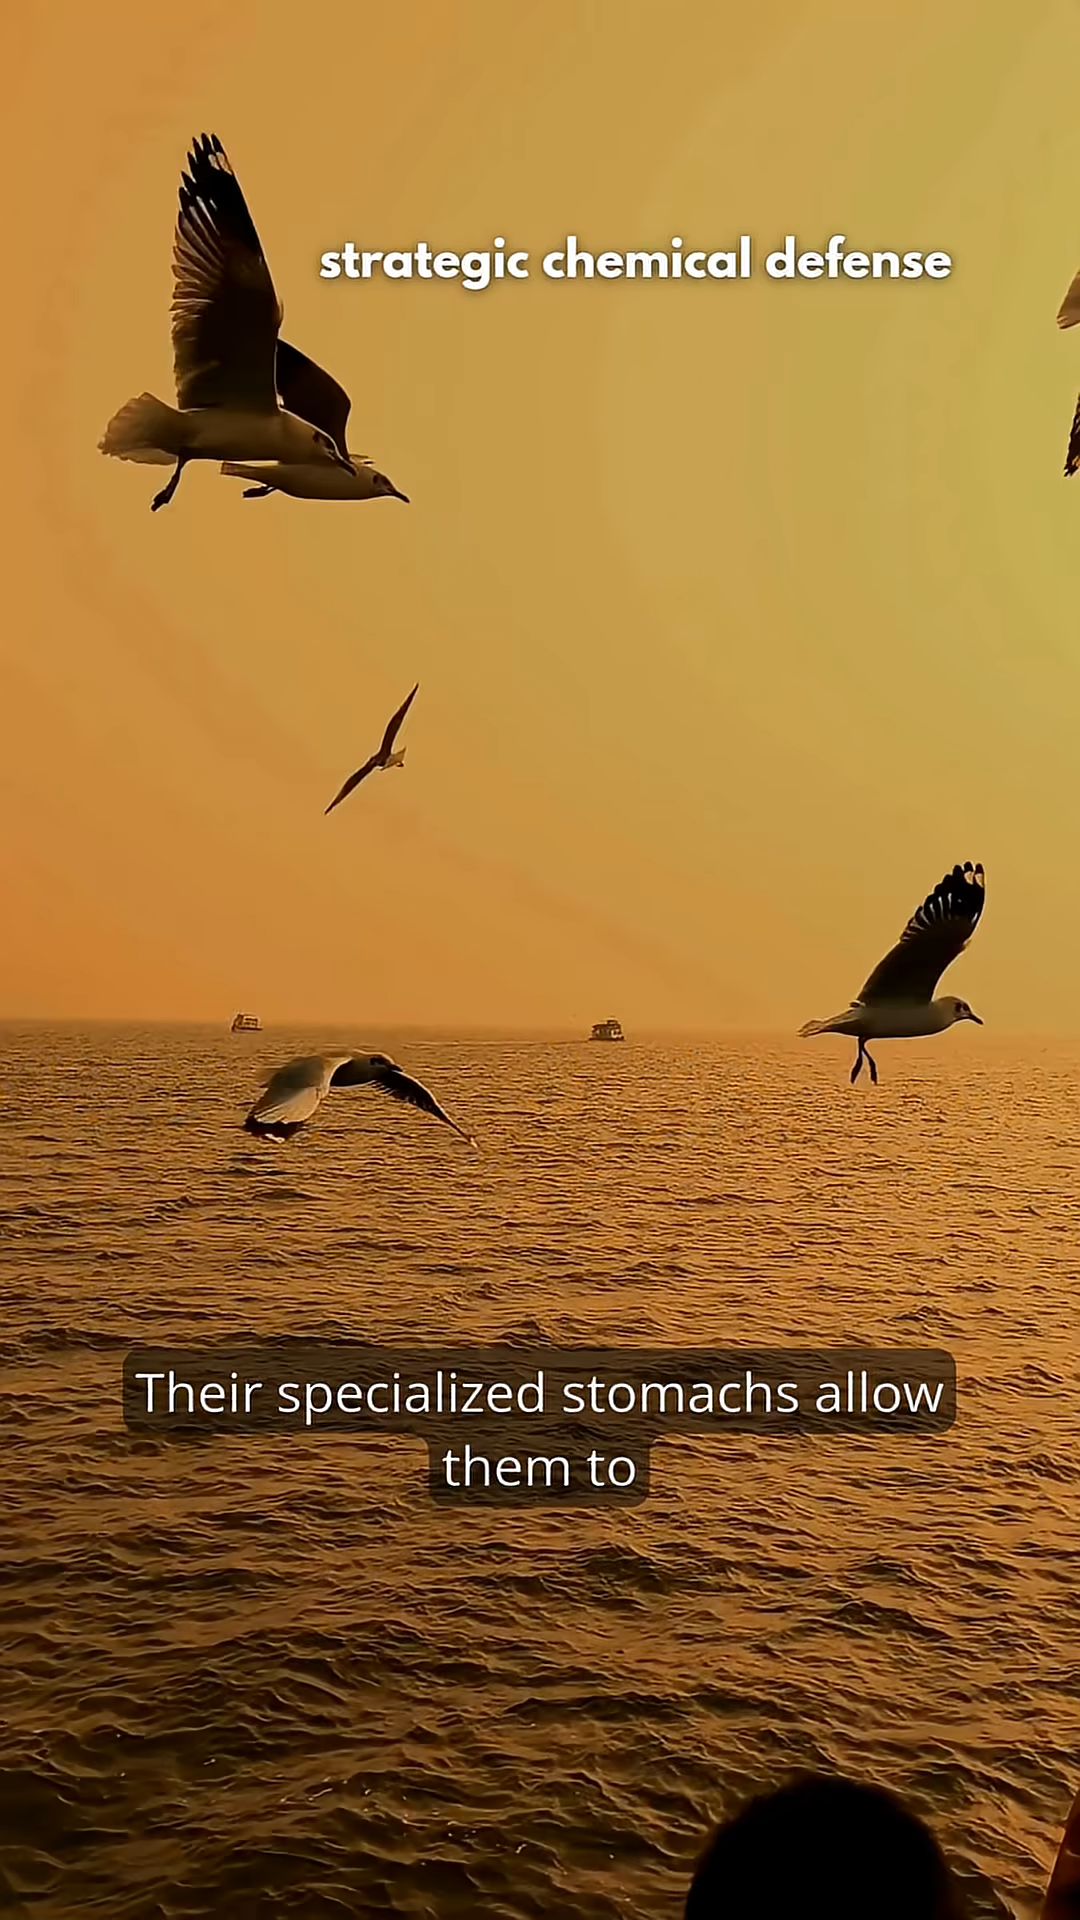 strategic chemical defense
Their specialized stomachs allow
them to